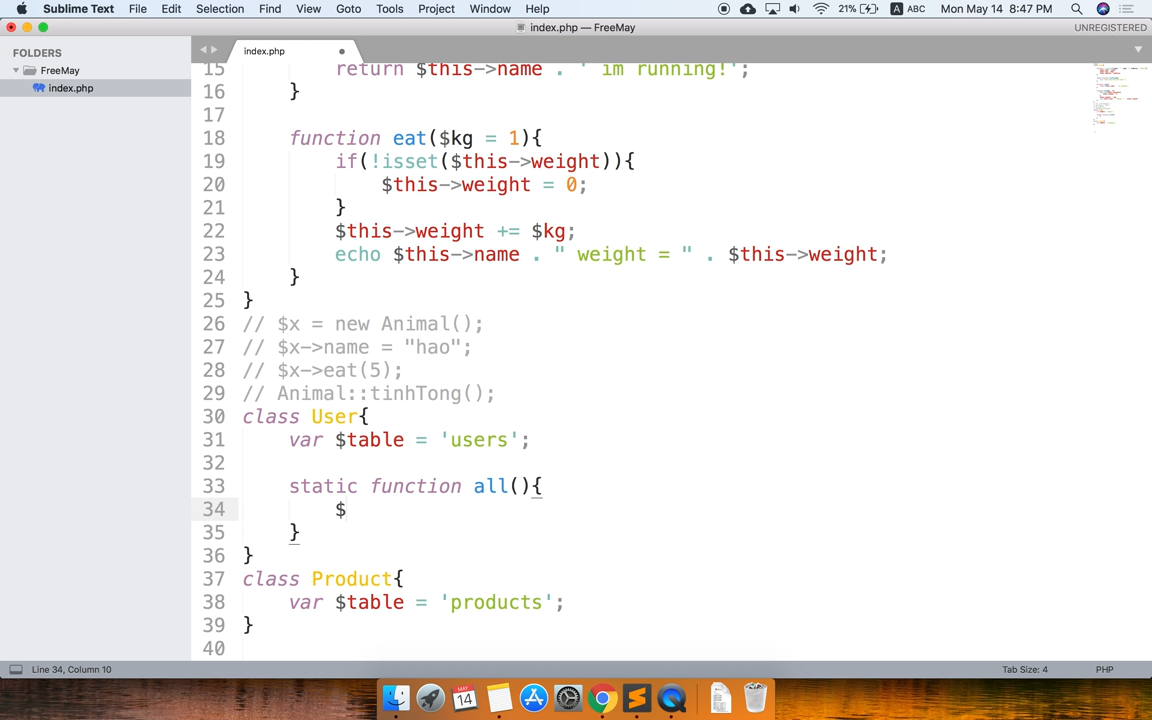 Sublime Text File Edit Selection Find View Goto Tools Project Window Help 21% A ABC Mon May 14 8:47 PM
index.php — FreeMay UNREGISTERED
FOLDERS
FreeMay
index.php
index.php
15 return $this->name . ' im running!';
16 }
17
18 function eat($kg = 1){
19 if(!isset($this->weight)){
20 $this->weight = 0;
21 }
22 $this->weight += $kg;
23 echo $this->name . " weight = " . $this->weight;
24 }
25 }
26 // $x = new Animal();
27 // $x->name = "hao";
28 // $x->eat(5);
29 // Animal::tinhTong();
30 class User{
31 var $table = 'users';
32
33 static function all(){
34 $
35 }
36 }
37 class Product{
38 var $table = 'products';
39 }
40
Line 34, Column 10 Tab Size: 4 PHP
MAY
14